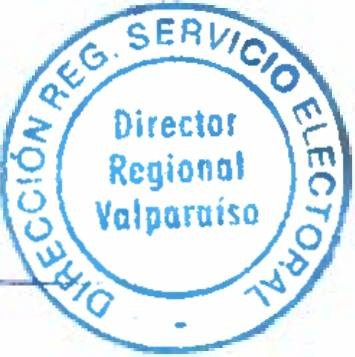 DIRECCIÓN REG. SERVICIO ELECTORAL
Director
Regional
Valparaíso
-